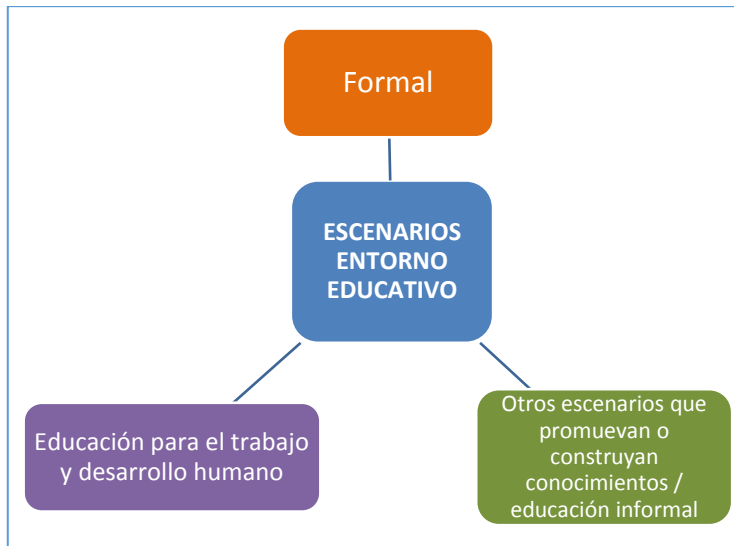 Formal
ESCENARIOS
ENTORNO
EDUCATIVO
Educación para el trabajo
y desarrollo humano
Otros escenarios que
promuevan o
construyan
conocimientos /
educación informal